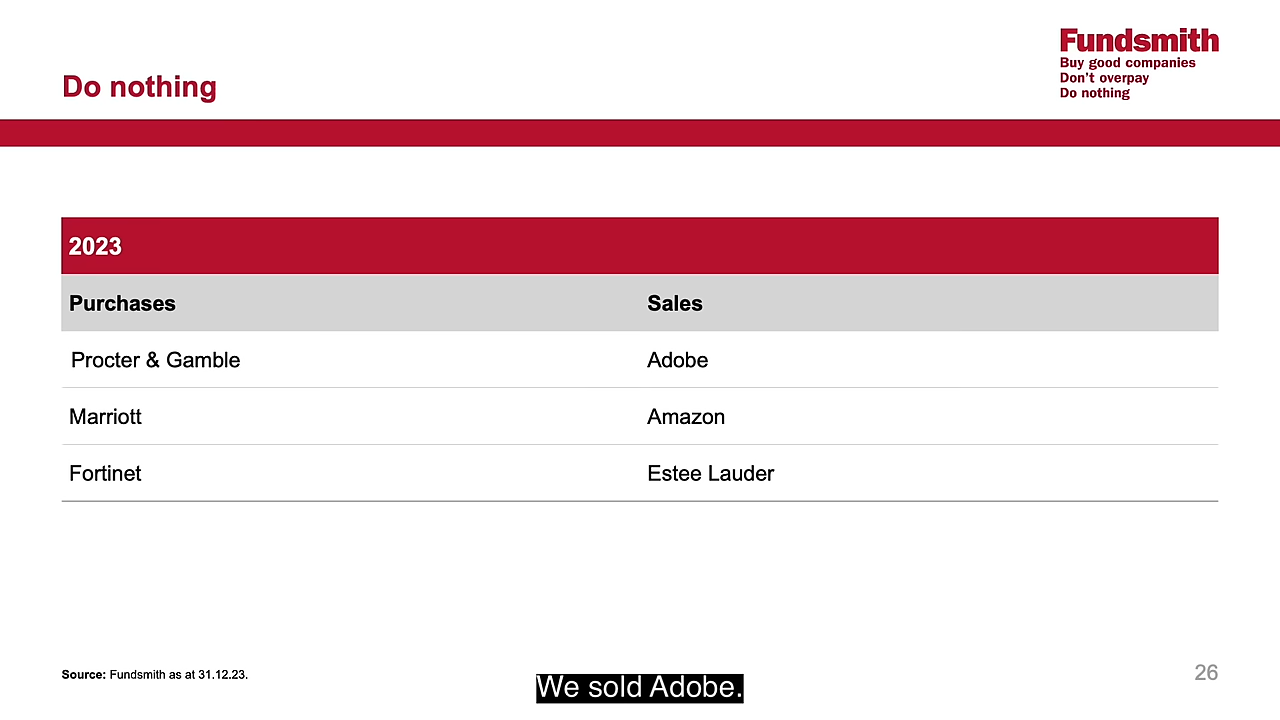 Do nothing
Fundsmith
Buy good companies
Don't overpay
Do nothing
2023
Purchases Sales
Procter & Gamble Adobe
Marriott Amazon
Fortinet Estee Lauder
Source: Fundsmith as at 31.12.23.
26
We sold Adobe.